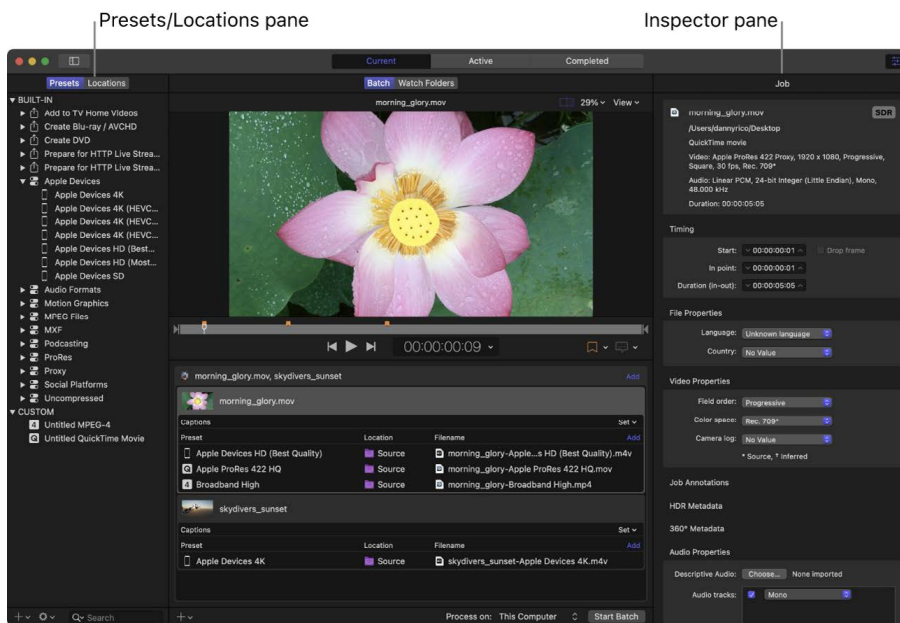 Presets/Locations pane
Inspector pane
Current Active Completed
Presets Locations
Batch Watch Folders
Job
BUILT-IN
Add to TV Home Videos
Create Blu-ray / AVCHD
Create DVD
Prepare for HTTP Live Strea...
Prepare for HTTP Live Strea...
Apple Devices
Apple Devices 4K
Apple Devices 4K (HEVC...
Apple Devices 4K (HEVC...
Apple Devices 4K (HEVC...
Apple Devices HD (Best...
Apple Devices HD (Most...
Apple Devices SD
Audio Formats
Motion Graphics
MPEG Files
MXF
Podcasting
ProRes
Proxy
Social Platforms
Uncompressed
CUSTOM
4 Untitled MPEG-4
Q Untitled QuickTime Movie
Search
morning_glory.mov
29% View
00:00:00:09
morning_glory.mov, skydivers_sunset Add
morning_glory.mov
Captions Set
Preset Location Filename Add
Apple Devices HD (Best Quality) Source morning_glory-Apple...s HD (Best Quality).m4v
Q Apple ProRes 422 HQ Source morning_glory-Apple ProRes 422 HQ.mov
4 Broadband High Source morning_glory-Broadband High.mp4
skydivers_sunset
Captions Set
Preset Location Filename Add
Apple Devices 4K Source skydivers_sunset-Apple Devices 4K.m4v
Process on: This Computer Start Batch
morning_glory.mov SDR
/Users/dannyrico/Desktop
QuickTime movie
Video: Apple ProRes 422 Proxy, 1920 x 1080, Progressive,
Square, 30 fps, Rec. 709*
Audio: Linear PCM, 24-bit Integer (Little Endian), Mono,
48.000 kHz
Duration: 00:00:05:05
Timing
Start: 00:00:00:01 Drop frame
In point: 00:00:00:01
Duration (in-out): 00:00:05:05
File Properties
Language: Unknown language
Country: No Value
Video Properties
Field order: Progressive
Color space: Rec. 709*
Camera log: No Value
* Source, † Inferred
Job Annotations
HDR Metadata
360° Metadata
Audio Properties
Descriptive Audio: Choose... None imported
Audio tracks: Mono